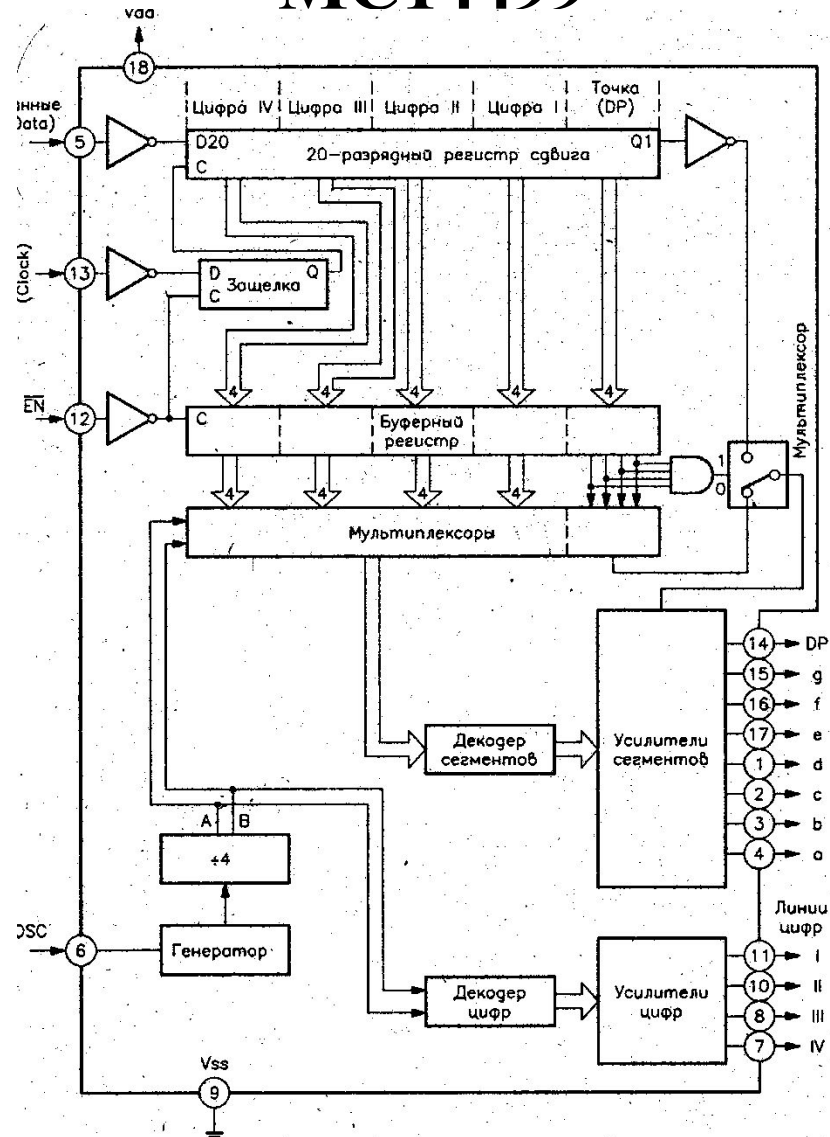 MC14499
Vдд
18
Цифра IV
Цифра III
Цифра II
Цифра I
Точка
(DP)
нные
Data)
5
D20
20-разрядный регистр сдвига
Q1
C
(Clock)
13
D
Q
Защелка
C
4
4
4
4
4
EN
12
C
Буферный
регистр
1
0
Мультиплексор
4
4
4
4
Мультиплексоры
14
DP
15
g
16
f
17
e
1
d
2
c
3
b
4
a
Декодер
сегментов
Усилители
сегментов
A
B
÷4
OSC
6
Генератор
Декодер
цифр
Усилители
цифр
Линии
цифр
11
I
10
II
8
III
7
IV
Vss
9